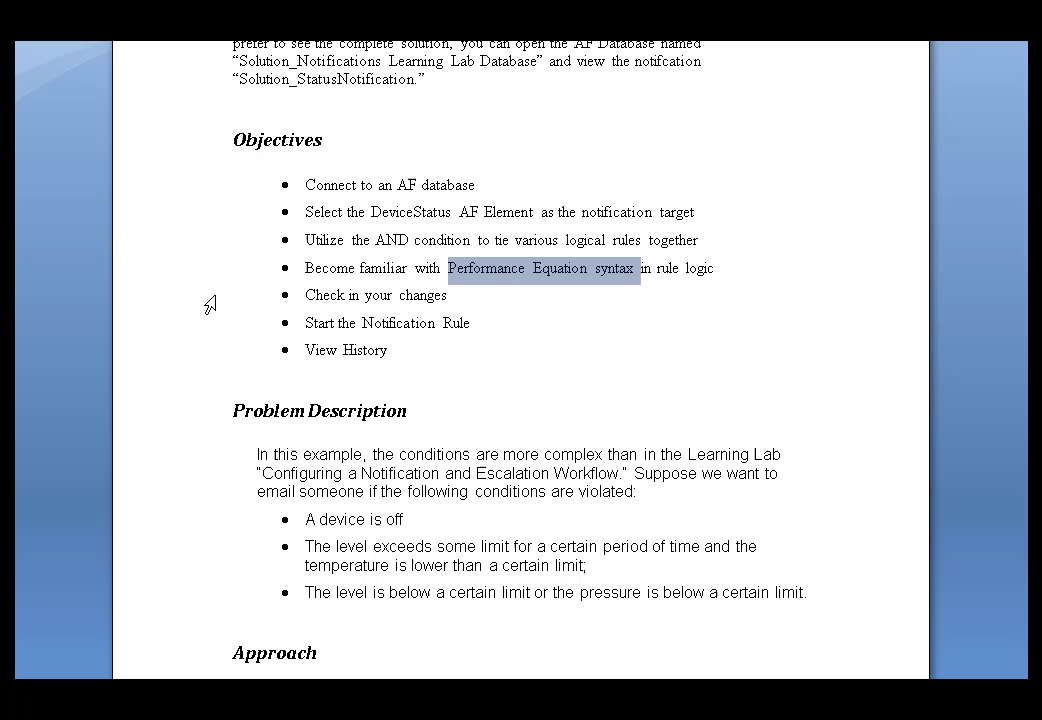 prefer to see the complete solution, you can open the AF Database named
“Solution_Notifications Learning Lab Database” and view the notifcation
“Solution_StatusNotification.”
Objectives
• Connect to an AF database
• Select the DeviceStatus AF Element as the notification target
• Utilize the AND condition to tie various logical rules together
• Become familiar with Performance Equation syntax in rule logic
• Check in your changes
• Start the Notification Rule
• View History
Problem Description
In this example, the conditions are more complex than in the Learning Lab
“Configuring a Notification and Escalation Workflow.” Suppose we want to
email someone if the following conditions are violated:
• A device is off
• The level exceeds some limit for a certain period of time and the
temperature is lower than a certain limit;
• The level is below a certain limit or the pressure is below a certain limit.
Approach